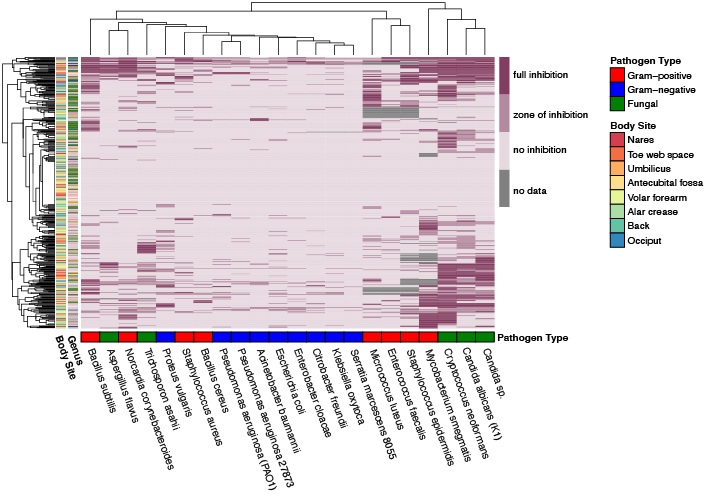 full inhibition
zone of inhibition
no inhibition
no data
Pathogen Type
Gram−positive
Gram−negative
Fungal
Body Site
Nares
Toe web space
Umbilicus
Antecubital fossa
Volar forearm
Alar crease
Back
Occiput
Pathogen Type
Body Site
Genus
Bacillus subtilis
Aspergillus flavus
Norcardia corynebacteroides
Trichosporon asahii
Proteus vulgaris
Staphylococcus aureus
Bacillus cereus
Pseudomonas aeruginosa (PAO1)
Pseudomonas aeruginosa 27873
Acinetobacter baumannii
Escherichia coli
Enterobacter cloacae
Citrobacter freundii
Klebsiella oxytoca
Serratia marcescens 8055
Micrococcus luteus
Enterococcus faecalis
Staphylococcus epidermidis
Mycobacterium smegmatis
Cryptococcus neoformans
Candida albicans (K1)
Candida sp.